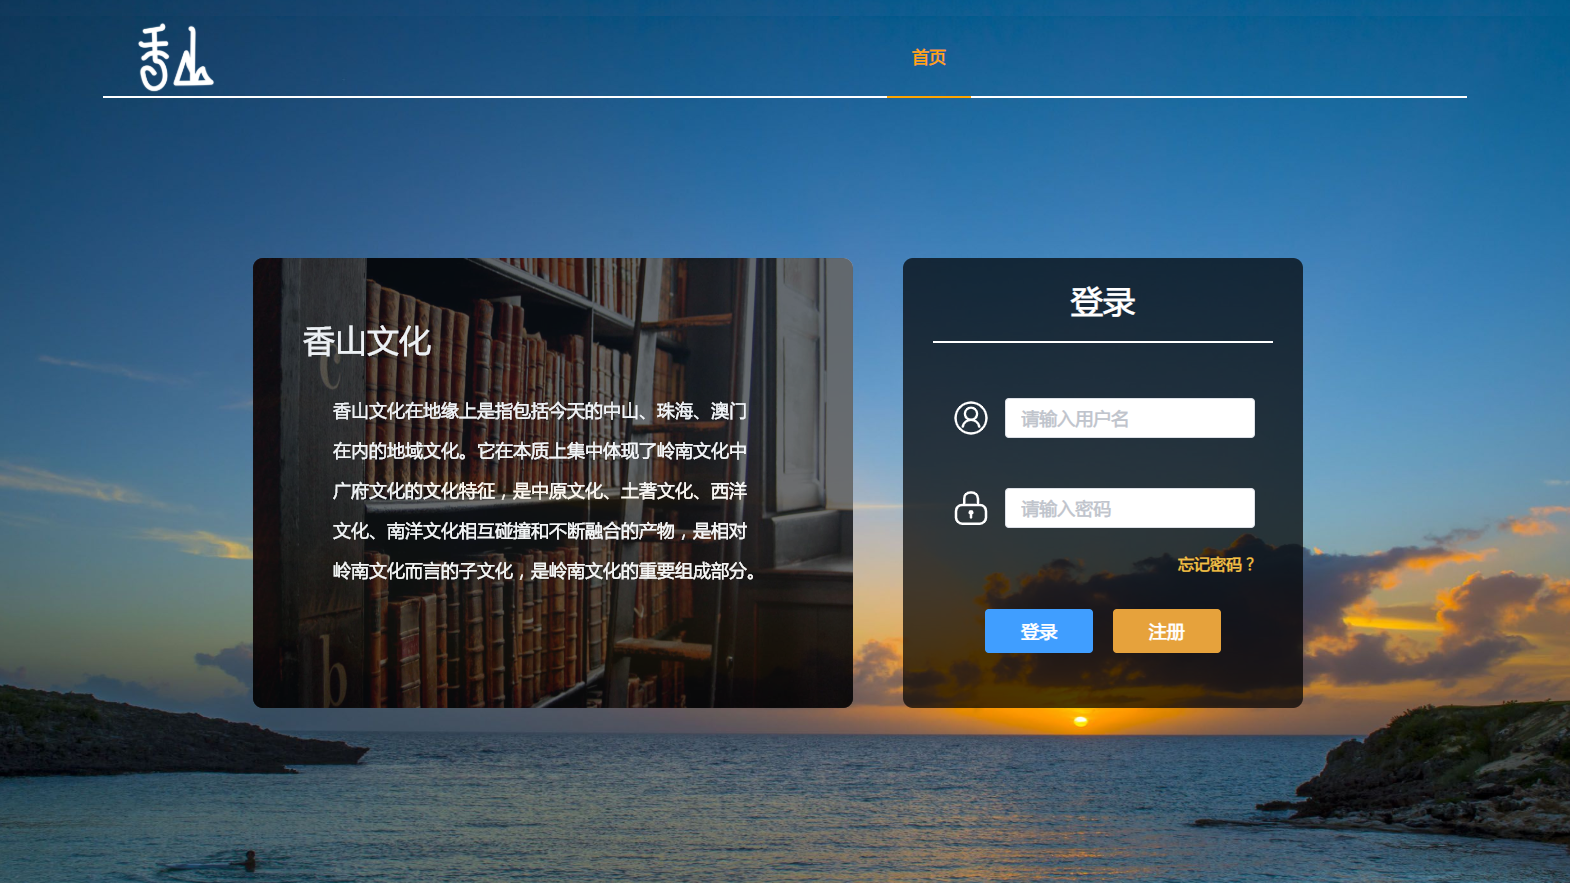 香山
首页
香山文化
香山文化在地缘上是指包括今天的中山、珠海、澳门
在内的地域文化。它在本质上集中体现了岭南文化中
广府文化的文化特征，是中原文化、土著文化、西洋
文化、南洋文化相互碰撞和不断融合的产物，是相对
岭南文化而言的子文化，是岭南文化的重要组成部分。
c
b
登录
请输入用户名
请输入密码
忘记密码？
登录
注册